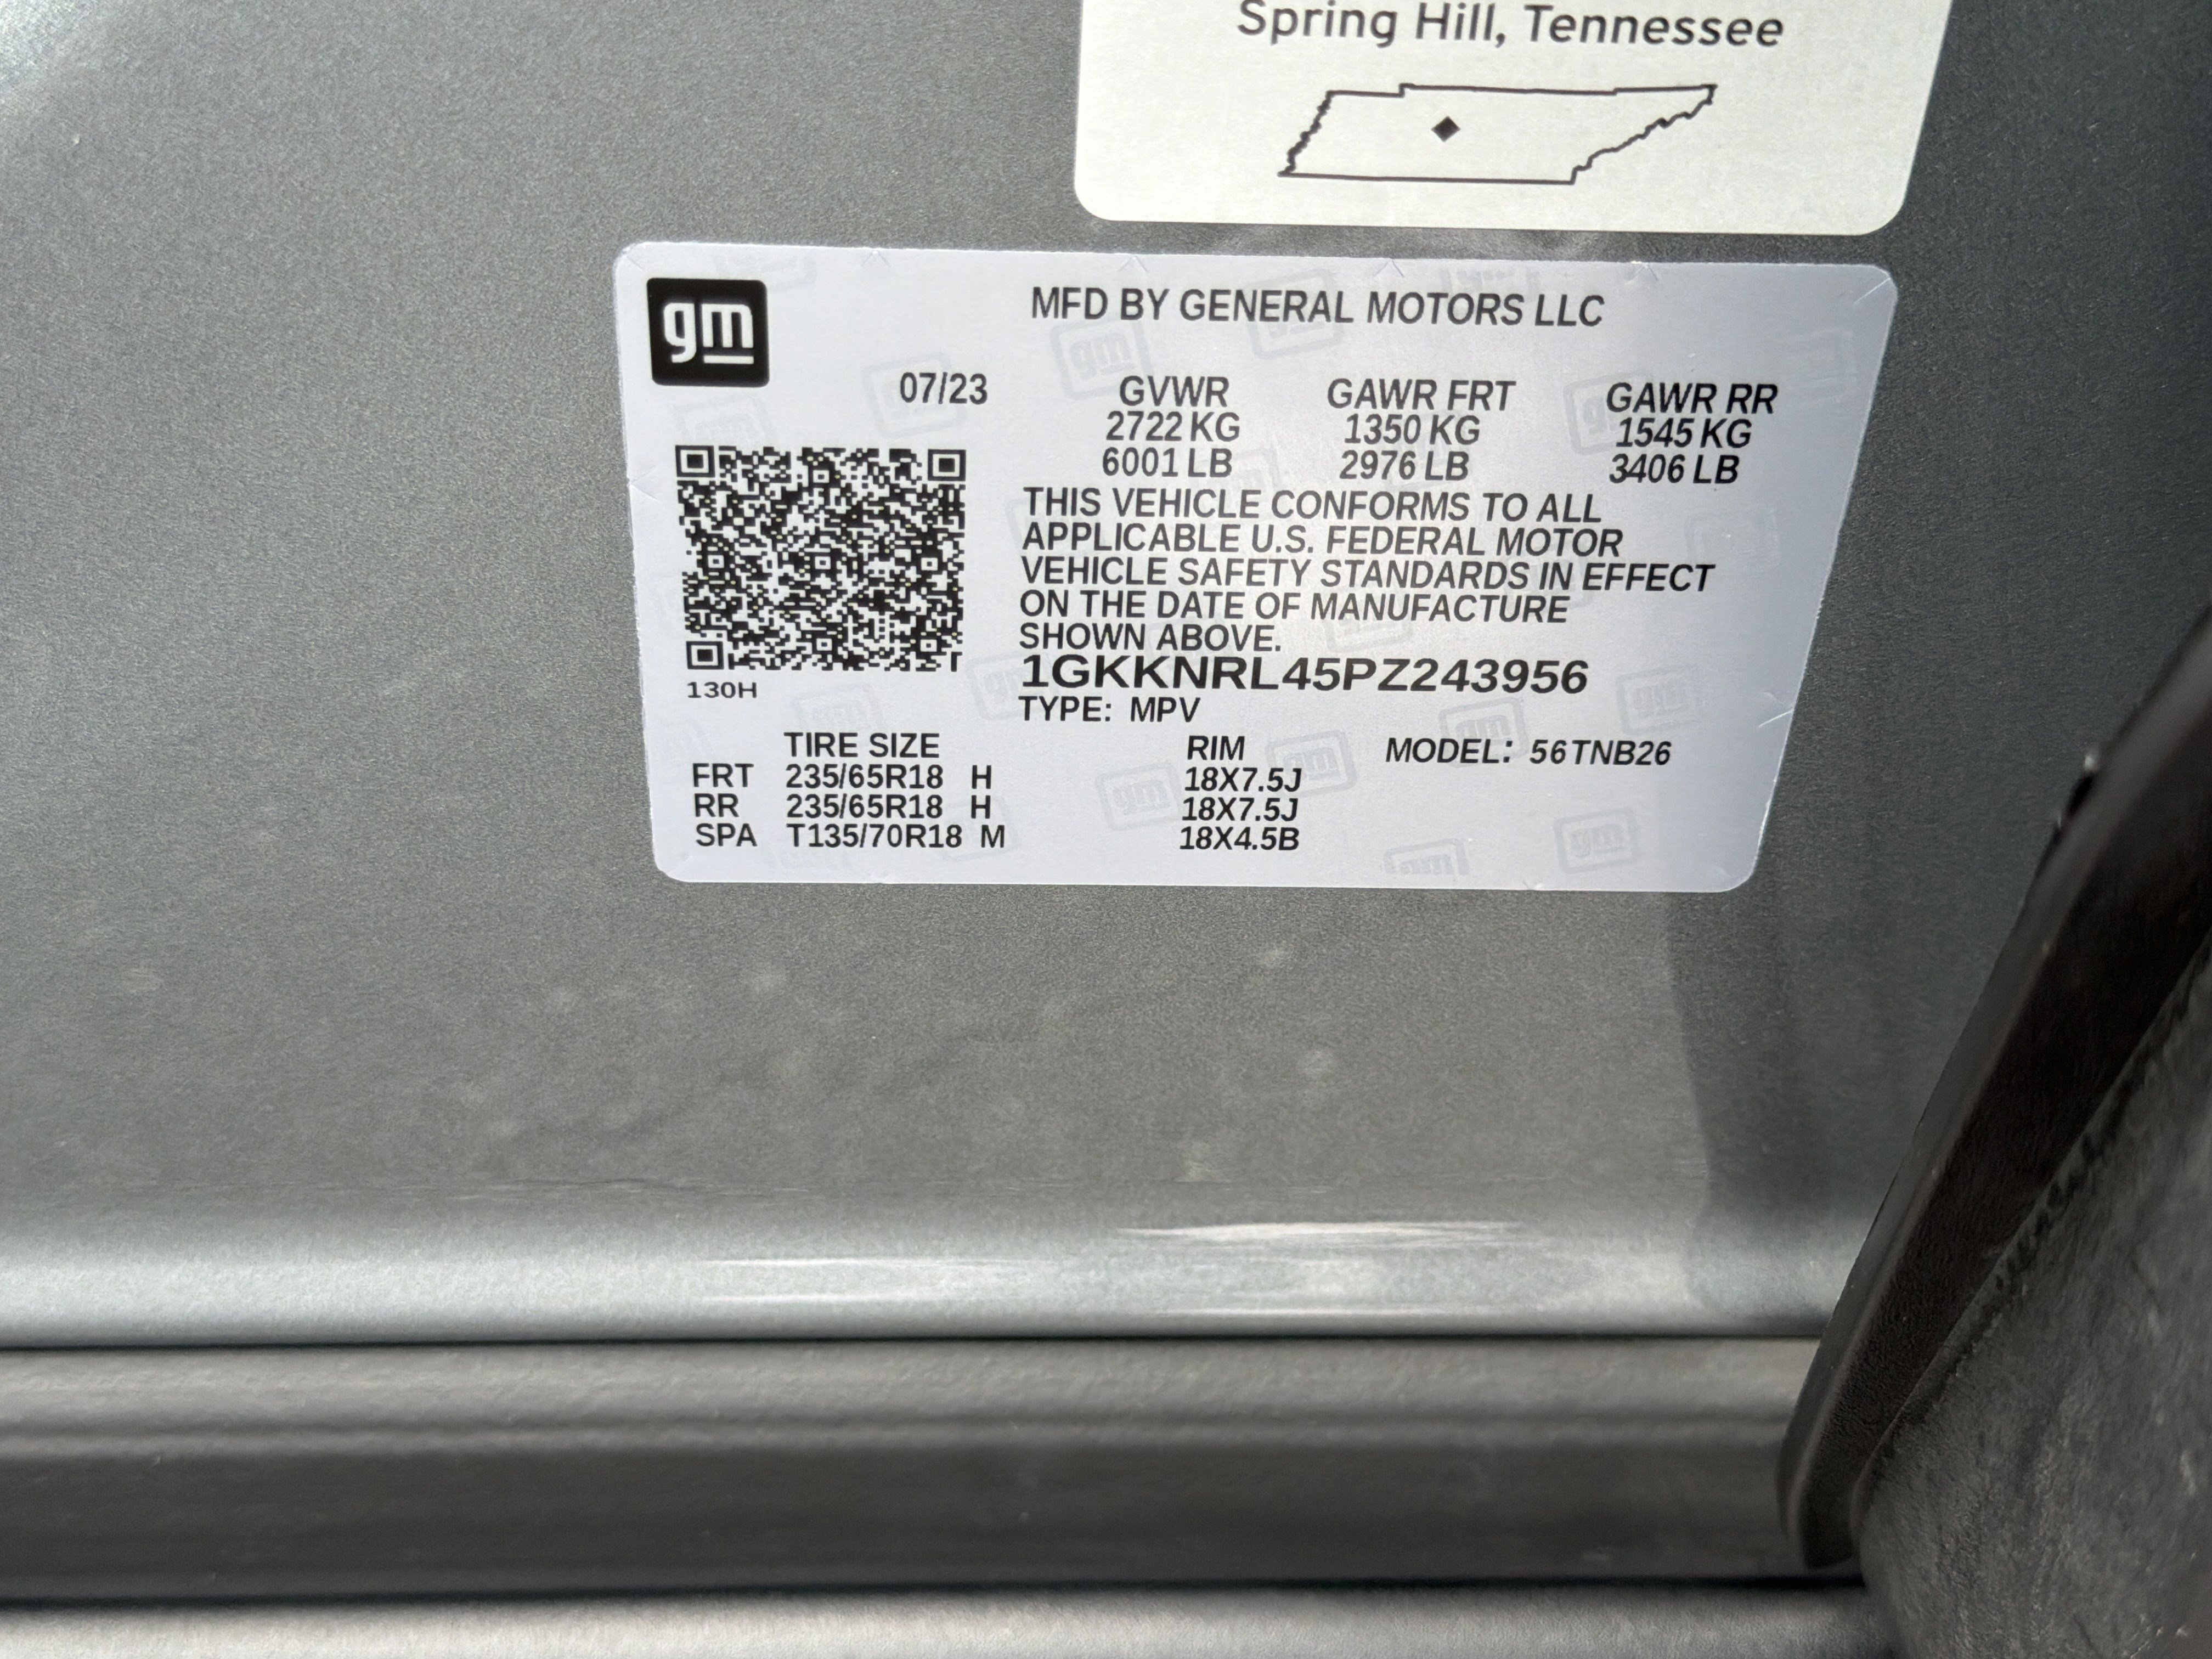 Spring Hill, Tennessee
gm
MFD BY GENERAL MOTORS LLC
07/23 GVWR GAWR FRT GAWR RR
2722 KG 1350 KG 1545 KG
6001 LB 2976 LB 3406 LB
THIS VEHICLE CONFORMS TO ALL
APPLICABLE U.S. FEDERAL MOTOR
VEHICLE SAFETY STANDARDS IN EFFECT
ON THE DATE OF MANUFACTURE
SHOWN ABOVE.
1GKKNRL45PZ243956
130H
TYPE: MPV
TIRE SIZE RIM MODEL: 56TNB26
FRT 235/65R18 H 18X7.5J
RR 235/65R18 H 18X7.5J
SPA T135/70R18 M 18X4.5B